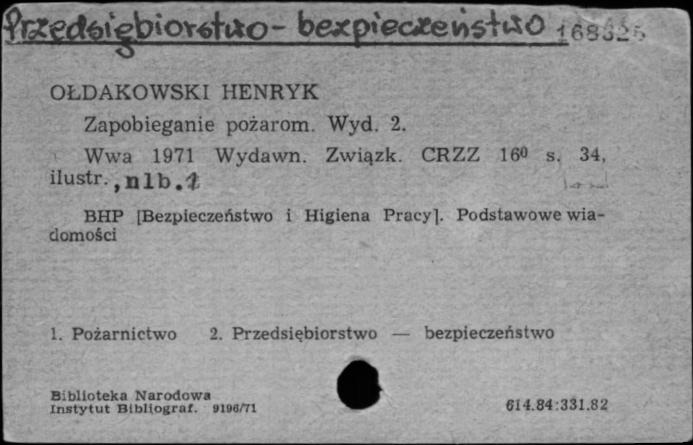 Przedsiębiorstwo - bezpieczeństwo
OŁDAKOWSKI HENRYK
Zapobieganie pożarom. Wyd. 2.
Wwa 1971 Wydawn. Związk. CRZZ 16⁰ s. 34,
ilustr. , nlb.1
BHP [Bezpieczeństwo i Higiena Pracy]. Podstawowe wia-
domości
1. Pożarnictwo 2. Przedsiębiorstwo — bezpieczeństwo
Biblioteka Narodowa
Instytut Bibliograf. 9196/71
614.84:331.82